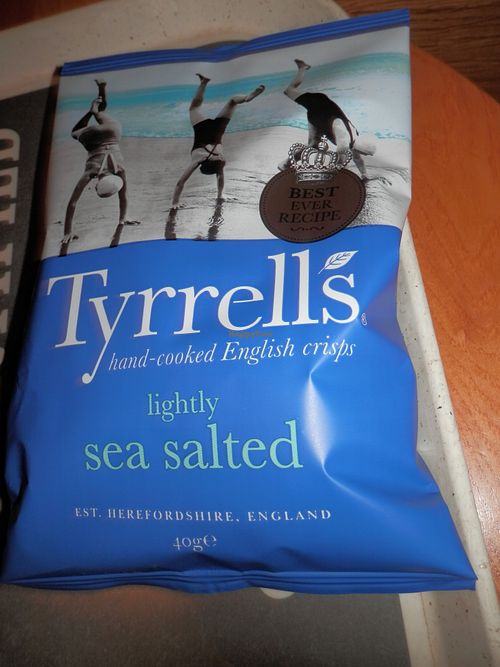 BEST
EVER
RECIPE
Tyrrells
hand-cooked English crisps
lightly
sea salted
EST. HEREFORDSHIRE, ENGLAND
40g℮